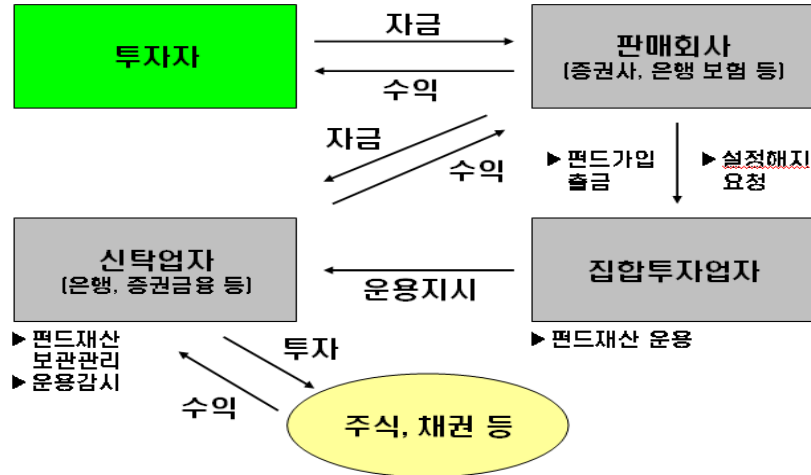 투자자
자금
수익
판매회사
(증권사, 은행 보험 등)
자금
수익
▶ 펀드가입
출금
▶ 설정해지
요청
신탁업자
(은행, 증권금융 등)
운용지시
집합투자업자
▶ 펀드재산
보관관리
▶ 운용감시
투자
수익
▶ 펀드재산 운용
주식, 채권 등